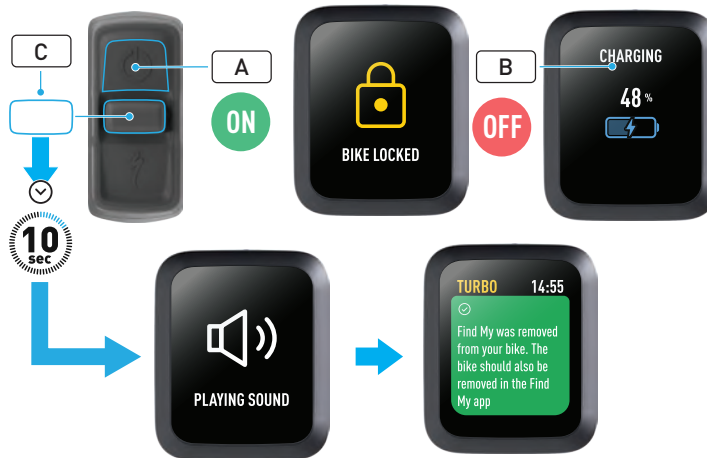 C
A
ON
BIKE LOCKED
B
OFF
CHARGING
48 %
10
sec
PLAYING SOUND
TURBO 14:55
Find My was removed
from your bike. The
bike should also be
removed in the Find
My app